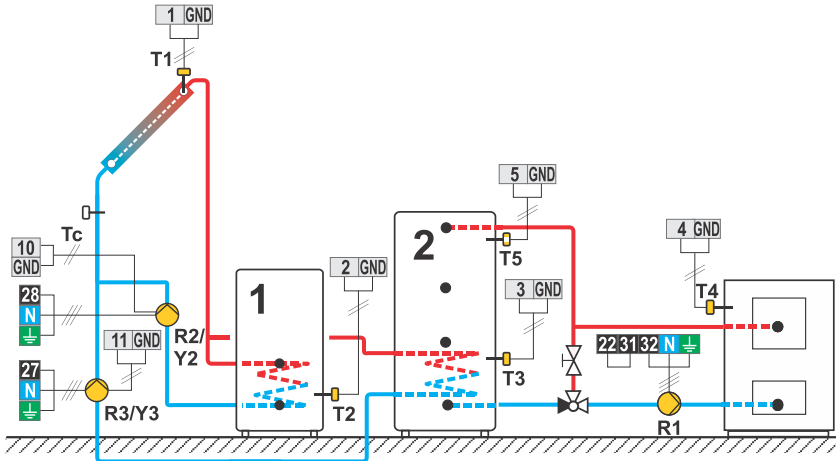 1 GND
T1
5 GND
4 GND
Tc
10
GND
2
T5
2 GND
1
3 GND
T4
28
N
R2/
Y2
11 GND
22 31 32 N
27
N
R3/Y3
T2
T3
R1